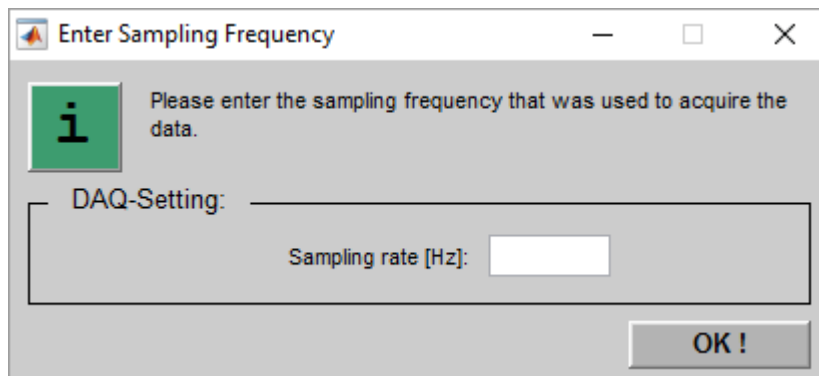 Enter Sampling Frequency
i
Please enter the sampling frequency that was used to acquire the
data.
DAQ-Setting:
Sampling rate [Hz]:
OK !